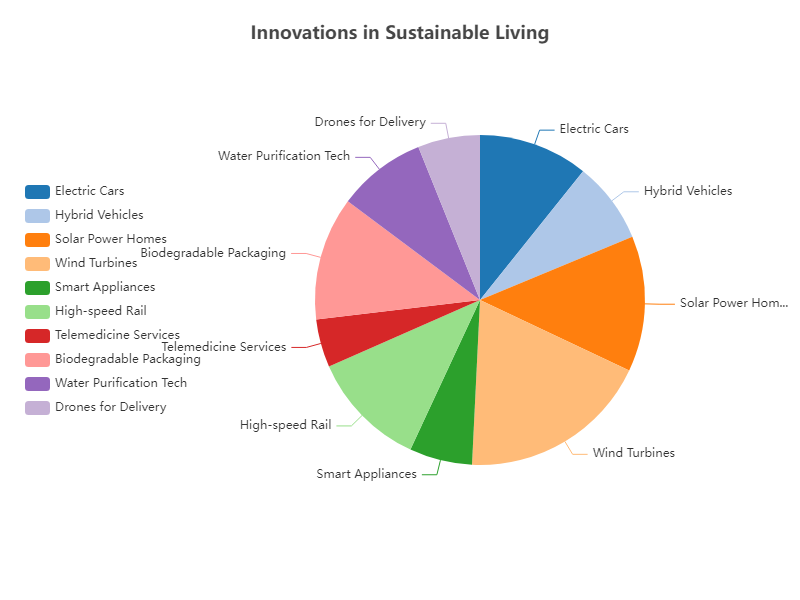 Innovations in Sustainable Living
Electric Cars
Hybrid Vehicles
Solar Power Homes
Wind Turbines
Smart Appliances
High-speed Rail
Telemedicine Services
Biodegradable Packaging
Water Purification Tech
Drones for Delivery
Electric Cars
Hybrid Vehicles
Solar Power Hom...
Wind Turbines
Smart Appliances
High-speed Rail
Telemedicine Services
Biodegradable Packaging
Water Purification Tech
Drones for Delivery